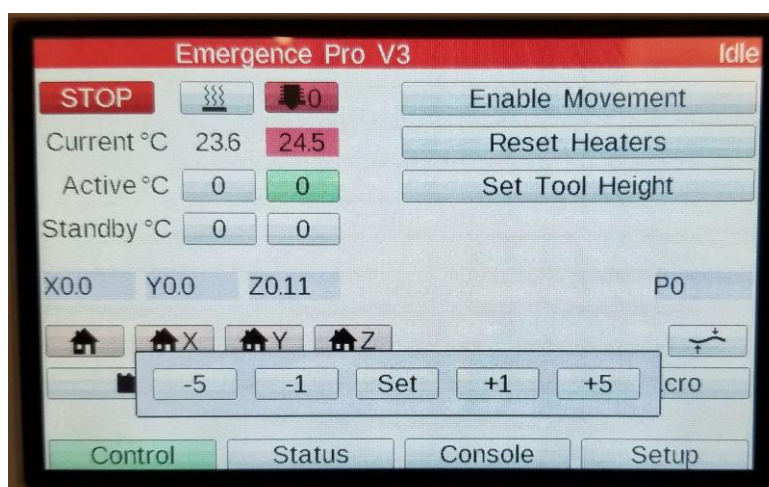 Emergence Pro V3 Idle
STOP 0 Enable Movement
Current °C 23.6 24.5 Reset Heaters
Active °C 0 0 Set Tool Height
Standby °C 0 0
X0.0 Y0.0 Z0.11 P0
X Y Z
-5 -1 Set +1 +5 cro
Control Status Console Setup